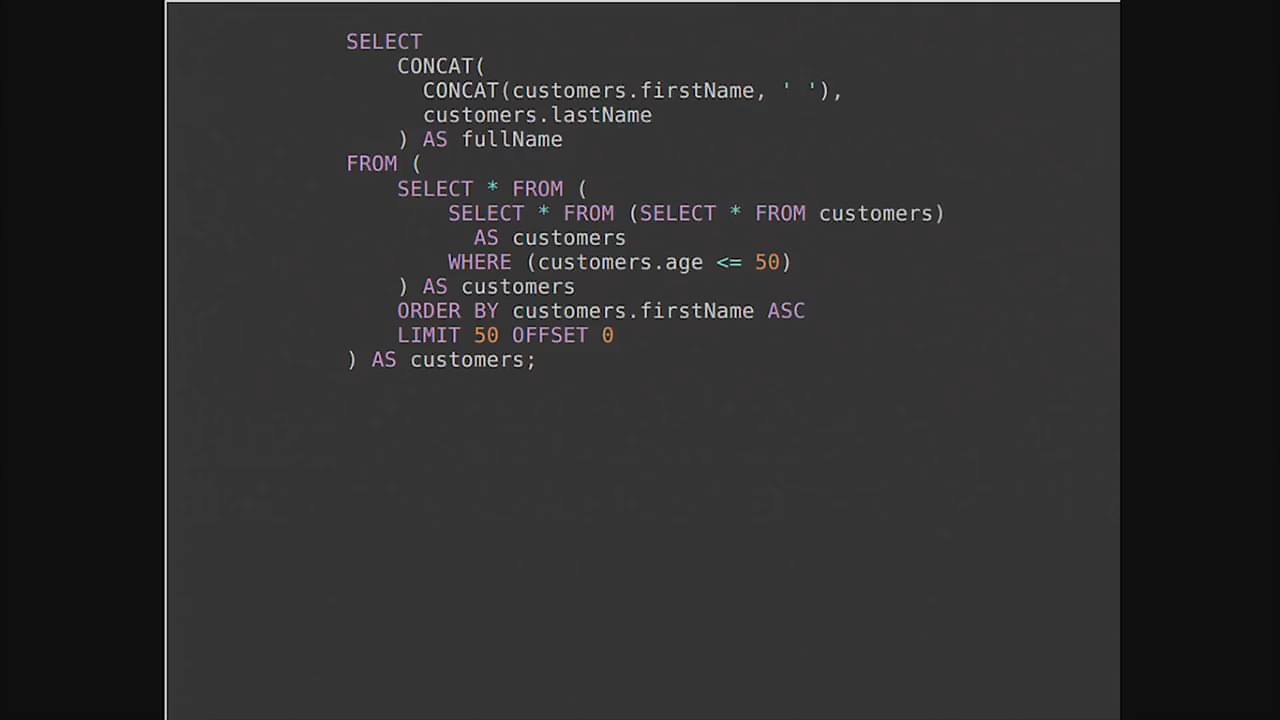 SELECT
    CONCAT(
      CONCAT(customers.firstName, ' '),
      customers.lastName
    ) AS fullName
FROM (
    SELECT * FROM (
        SELECT * FROM (SELECT * FROM customers)
          AS customers
        WHERE (customers.age <= 50)
    ) AS customers
    ORDER BY customers.firstName ASC
    LIMIT 50 OFFSET 0
) AS customers;